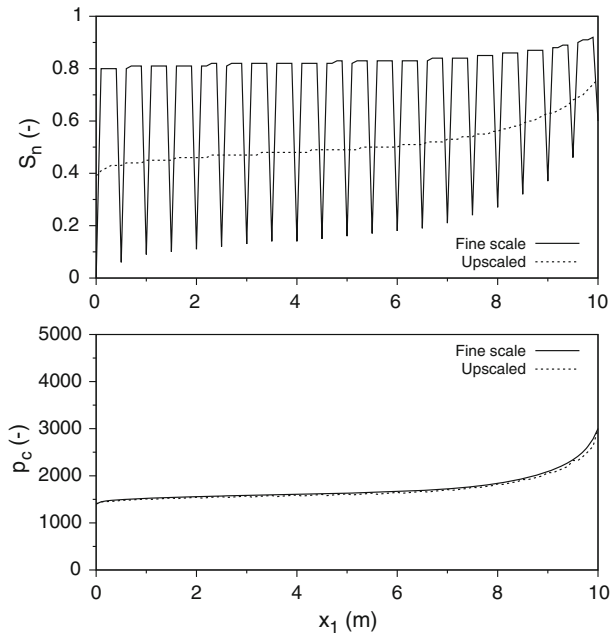 1
0.8
0.6
0.4
0.2
0
S_n (-)
Fine scale
Upscaled
0 2 4 6 8 10
5000
4000
3000
2000
1000
0
p_c (-)
Fine scale
Upscaled
0 2 4 6 8 10
x_1 (m)